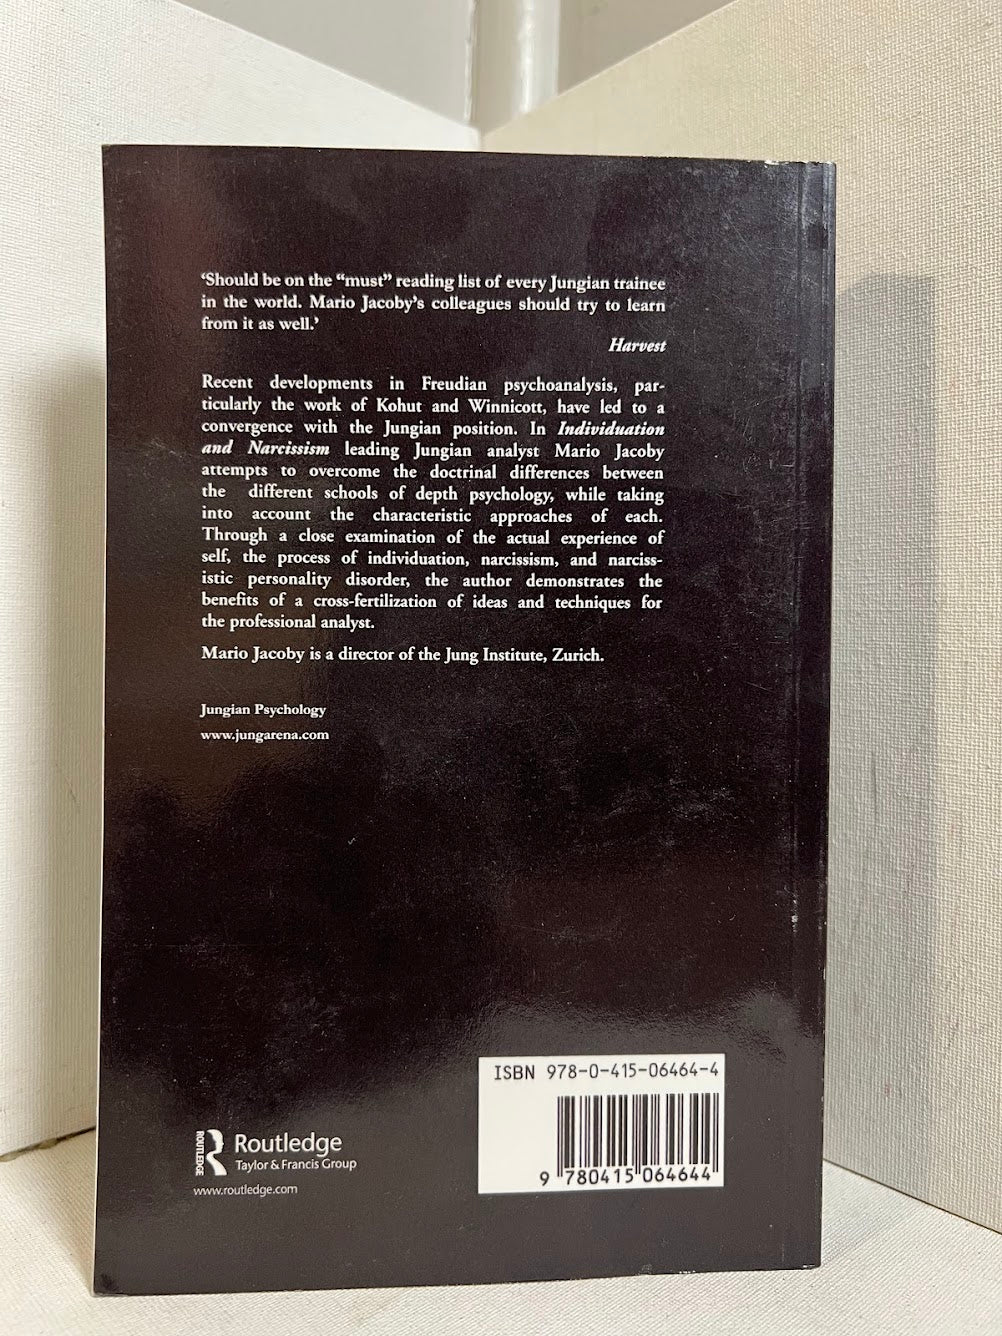 ‘Should be on the “must” reading list of every Jungian trainee
in the world. Mario Jacoby’s colleagues should try to learn
from it as well.’
Harvest
Recent developments in Freudian psychoanalysis, par-
ticularly the work of Kohut and Winnicott, have led to a
convergence with the Jungian position. In Individuation
and Narcissism leading Jungian analyst Mario Jacoby
attempts to overcome the doctrinal differences between
the different schools of depth psychology, while taking
into account the characteristic approaches of each.
Through a close examination of the actual experience of
self, the process of individuation, narcissism, and narciss-
istic personality disorder, the author demonstrates the
benefits of a cross-fertilization of ideas and techniques for
the professional analyst.
Mario Jacoby is a director of the Jung Institute, Zurich.
Jungian Psychology
www.jungarena.com
ISBN 978-0-415-06464-4
9 780415 064644
ROUTLEDGE
Routledge
Taylor & Francis Group
www.routledge.com